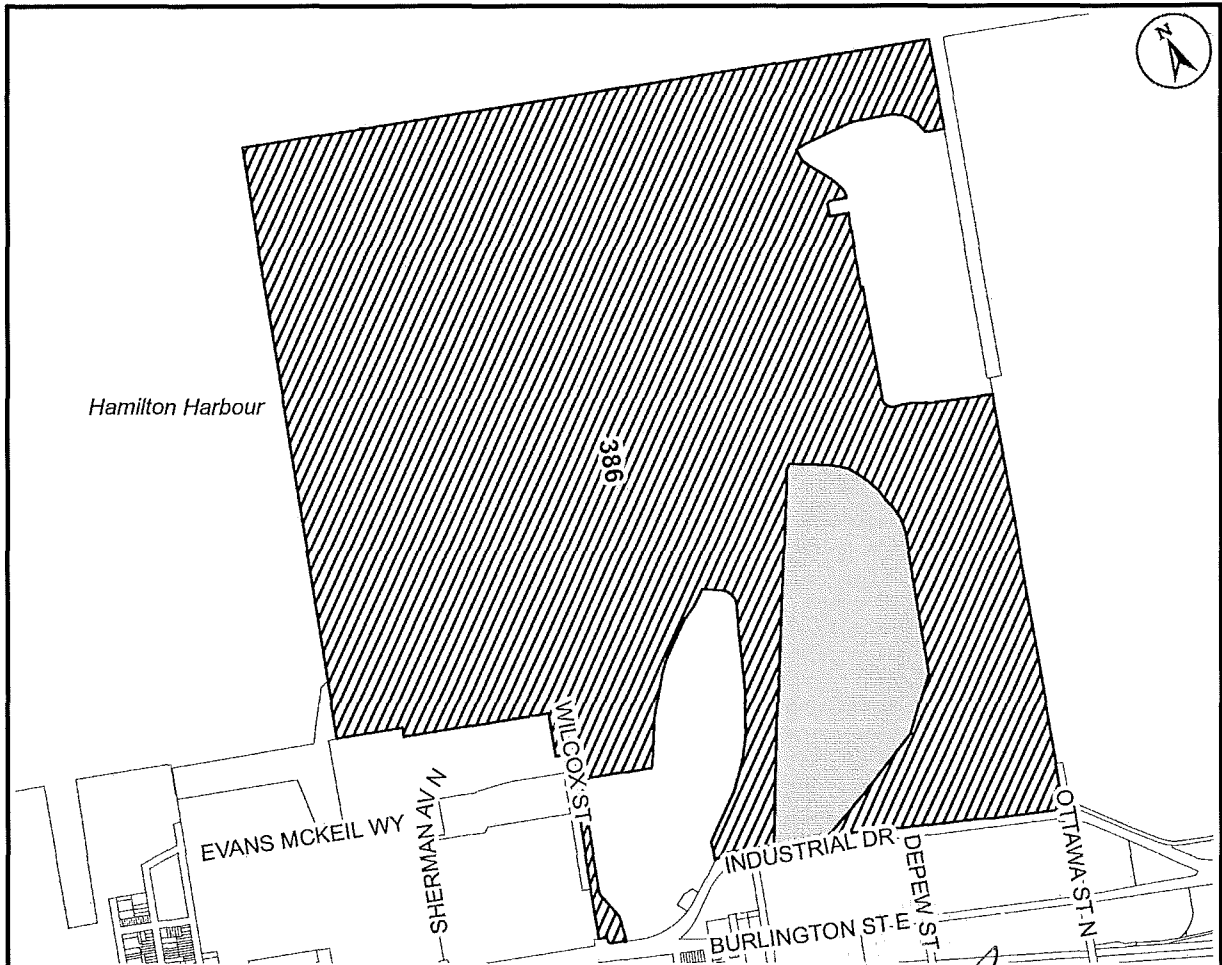 N
Hamilton Harbour
386
WILCOX ST
EVANS MCKEIL WY
SHERMAN AV N
INDUSTRIAL DR
DEPEW ST
OTTAWA ST N
BURLINGTON ST E